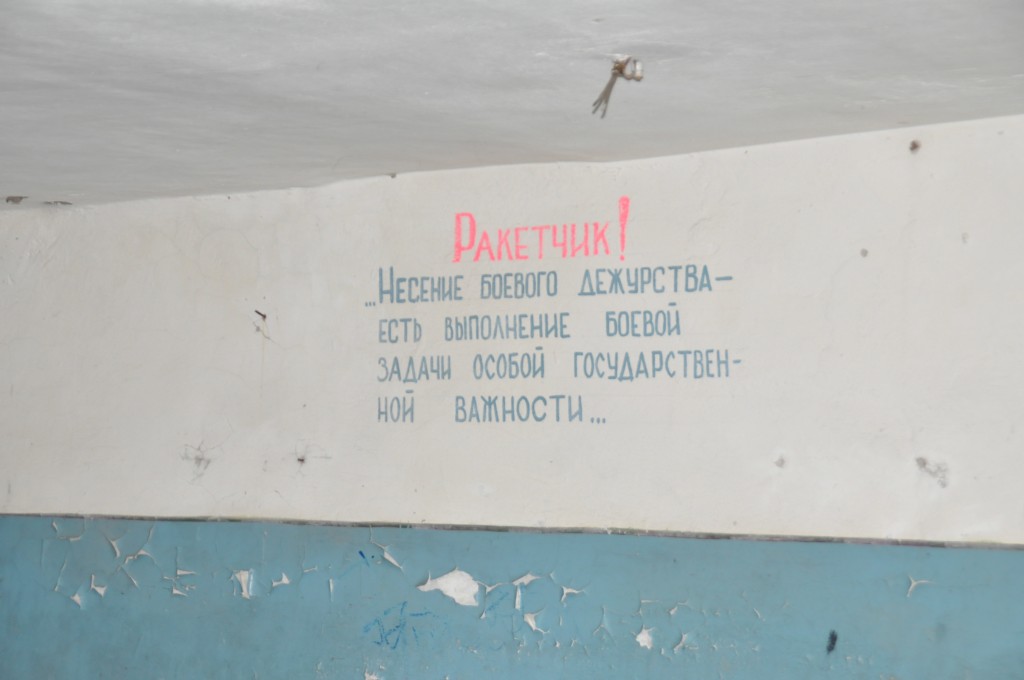 Ракетчик!
...Несение боевого дежурства—
есть выполнение боевой
задачи особой государствен-
ной важности...